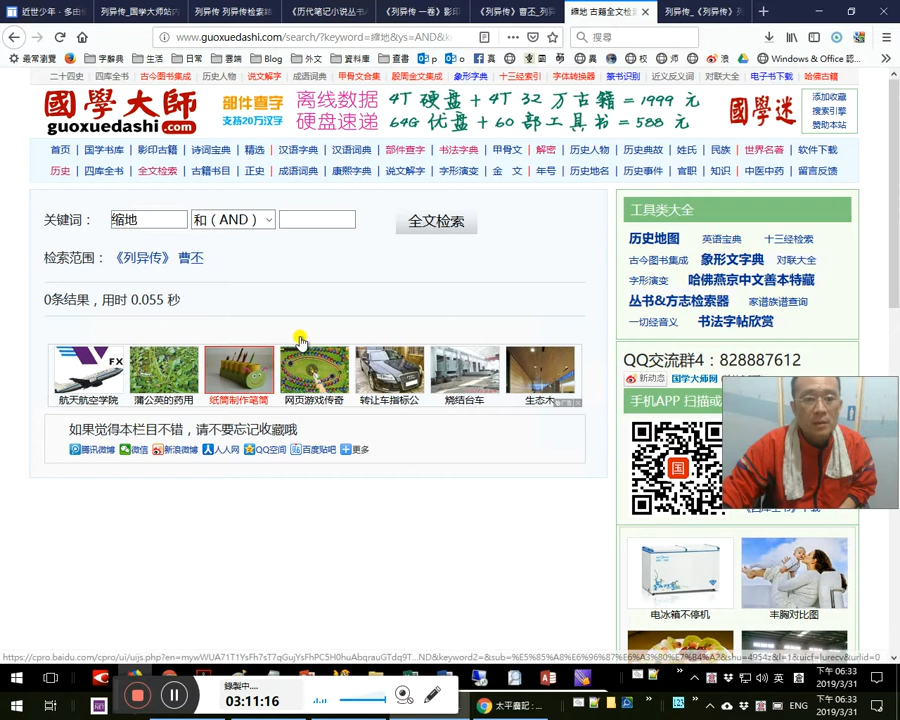 近世少年 - 多由
列异传_国学大师站内
列异传 列异传检索秭
《历代笔记小说丛书
《列异传 一卷》影印
《列异传》曹丕_列异
縮地 古籍全文检
列异传_《列异传》列
www.guoxuedashi.com/search/?keyword=縮地&ys=AND&k
搜尋
最常瀏覽
字辭典
生活
日常
雲端
Blog
外文
資料庫
直書
Windows & Office 疑...
二十四史 四库全书 古今图书集成 历史人物 说文解字 成语词典 甲骨文合集 殷周金文集成 象形字典 十三经索引 字体转换器 篆书识别 近义反义词 对联大全 电子书下载 哈佛古籍
國學大師
guoxuedashi.com
部件查字
支持20万汉字
离线数据
硬盘速递
4T 硬盘 + 4T 32 万古籍 = 1999 元
64G 优盘 + 60 部工具书 = 588 元
國學迷
添加收藏
搜索引擎
赞助本站
首页 | 国学书库 | 影印古籍 | 诗词宝典 | 精选 | 汉语字典 | 汉语词典 | 部件查字 | 书法字典 | 甲骨文 | 解密 | 历史人物 | 历史典故 | 姓氏 | 民族 | 世界名著 | 软件下载
历史 | 四库全书 | 全文检索 | 古籍书目 | 正史 | 成语词典 | 康熙字典 | 说文解字 | 字形演变 | 金 文 | 年号 | 历史地名 | 历史事件 | 官职 | 知识 | 中医中药 | 留言反馈
关键词：
缩地
和（AND）
全文检索
检索范围：《列异传》 曹丕
0条结果，用时 0.055 秒
航天航空学院
蒲公英的药用
纸筒制作笔筒
网页游戏传奇
转让车指标公
烧结台车
生态木
如果觉得本栏目不错，请不要忘记收藏哦
腾讯微博 微信 新浪微博 人人网 QQ空间 百度贴吧 更多
工具类大全
历史地图 英语宝典 十三经检索
古今图书集成 象形文字典 对联大全
字形演变 哈佛燕京中文善本特藏
丛书&方志检索器 家谱族谱查询
一切经音义 书法字帖欣赏
QQ交流群4：828887612
新动态 国学大师网
手机APP 扫描或
国
电冰箱不停机
丰胸对比图
錄製中....
03:11:16
太平廣記：...
下午 06:33
2019/3/31
ENG
下午 06:33
2019/3/31